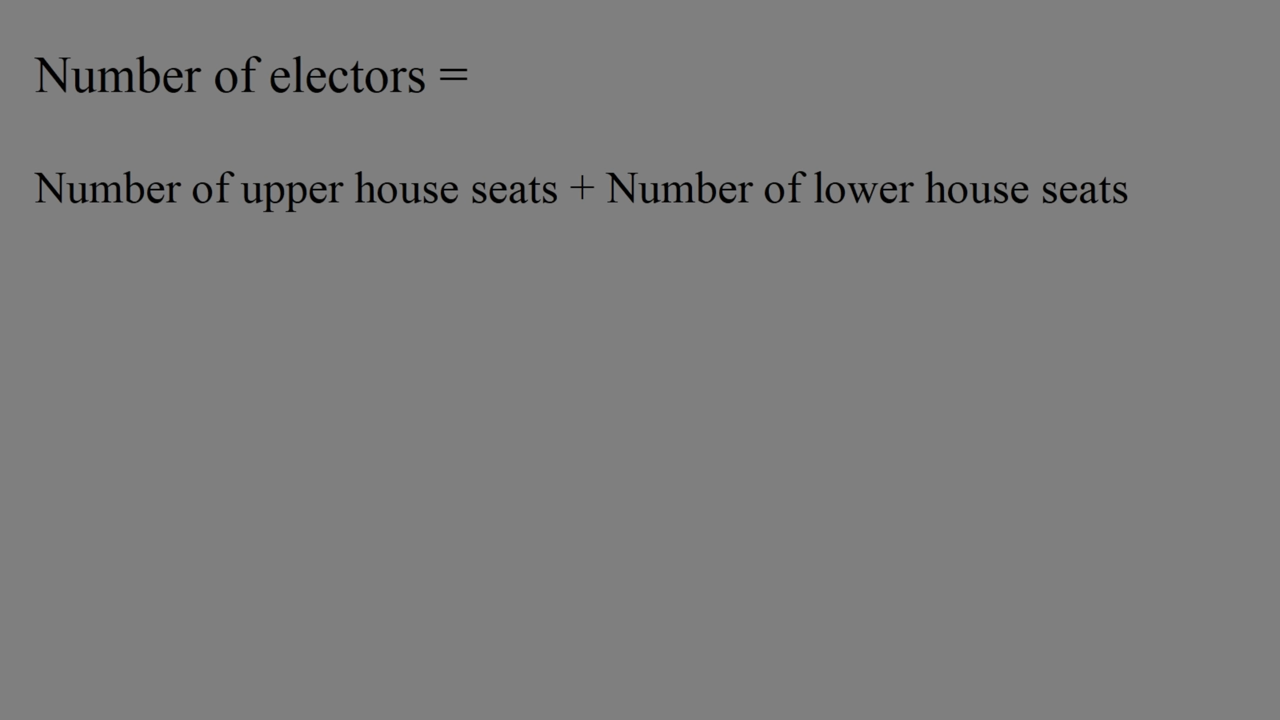 Number of electors =
Number of upper house seats + Number of lower house seats